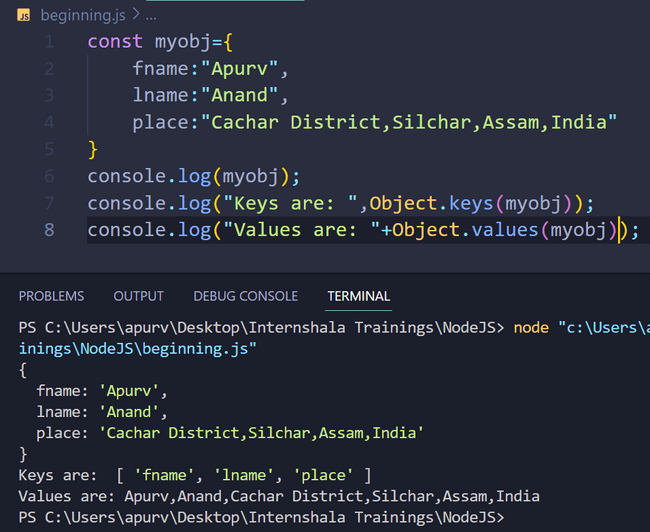 JS beginning.js > ...
1 const myobj={
2 fname:"Apurv",
3 lname:"Anand",
4 place:"Cachar District,Silchar,Assam,India"
5 }
6 console.log(myobj);
7 console.log("Keys are: ",Object.keys(myobj));
8 console.log("Values are: "+Object.values(myobj));
PROBLEMS OUTPUT DEBUG CONSOLE TERMINAL
PS C:\Users\apurv\Desktop\Internshala Trainings\NodeJS> node "c:\Users\a
inings\NodeJS\beginning.js"
{
fname: 'Apurv',
lname: 'Anand',
place: 'Cachar District,Silchar,Assam,India'
}
Keys are:  [ 'fname', 'lname', 'place' ]
Values are: Apurv,Anand,Cachar District,Silchar,Assam,India
PS C:\Users\apurv\Desktop\Internshala Trainings\NodeJS>